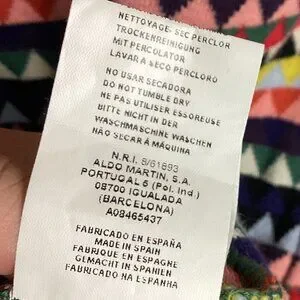 NETTOYAGE SEC PERCLOR
TROCKENREINIGUNG
MIT PERCOLATOR
LAVAR A SECO PERCLORO
NO USAR SECADORA
DO NOT TUMBLE DRY
NE PAS UTILISER ESSOREUSE
BITTE NICHT IN DER
WASCHMASCHINE WASCHEN
NÃO SECAR Á MÁQUINA
N.R.I. 8/61893
ALDO MARTIN, S.A.
PORTUGAL 6 (Pol. Ind.)
08700 IGUALADA
(BARCELONA)
A08465437
FABRICADO EN ESPAÑA
MADE IN SPAIN
FABRIQUE EN ESPAGNE
GEMACHT IN SPANIEN
FABRICADO NA ESPANHA